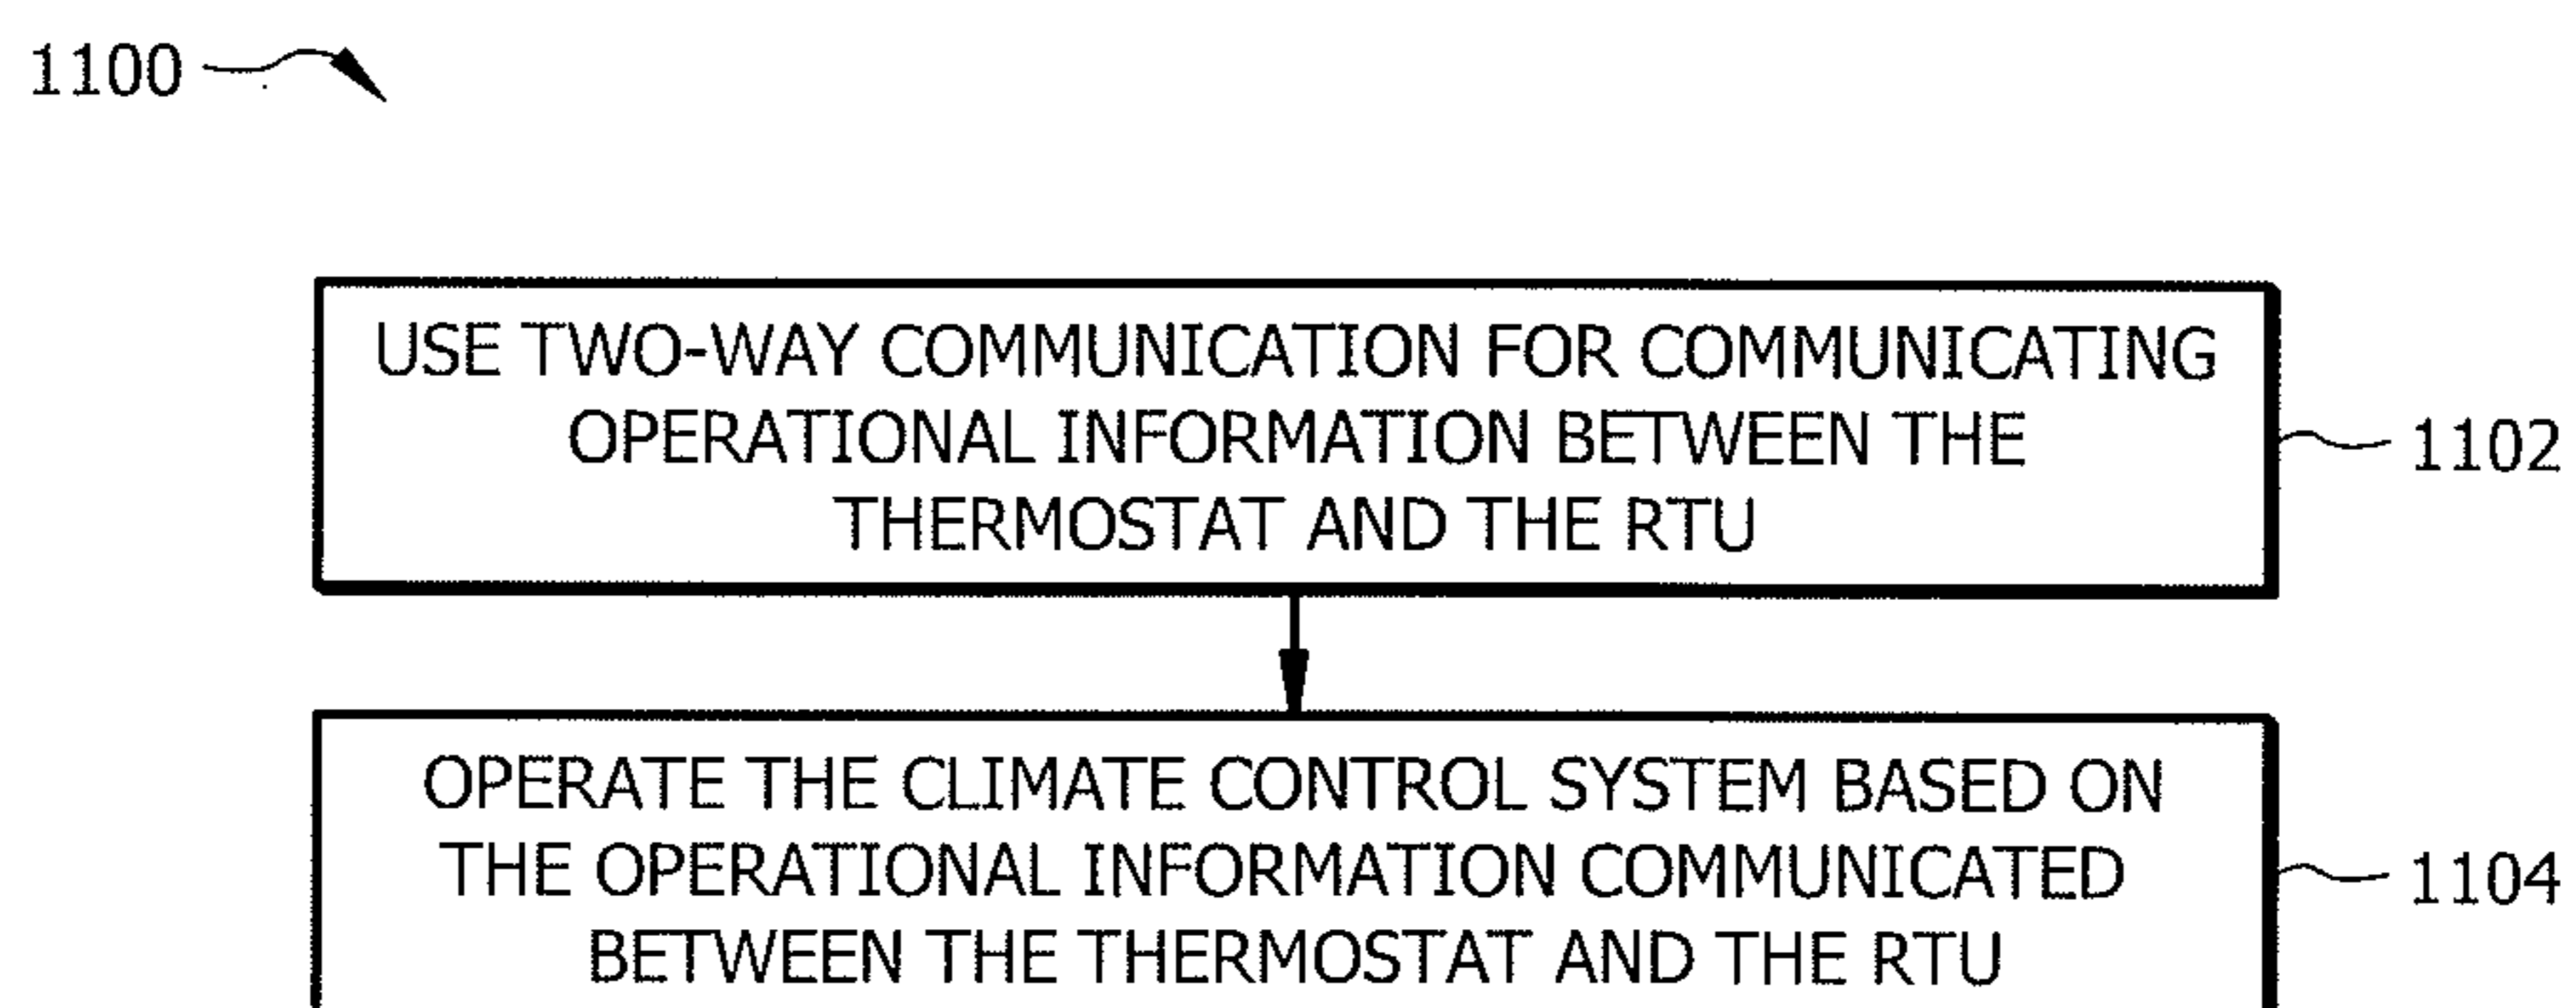 1100
USE TWO-WAY COMMUNICATION FOR COMMUNICATING
OPERATIONAL INFORMATION BETWEEN THE
THERMOSTAT AND THE RTU
1102
OPERATE THE CLIMATE CONTROL SYSTEM BASED ON
THE OPERATIONAL INFORMATION COMMUNICATED
BETWEEN THE THERMOSTAT AND THE RTU
1104